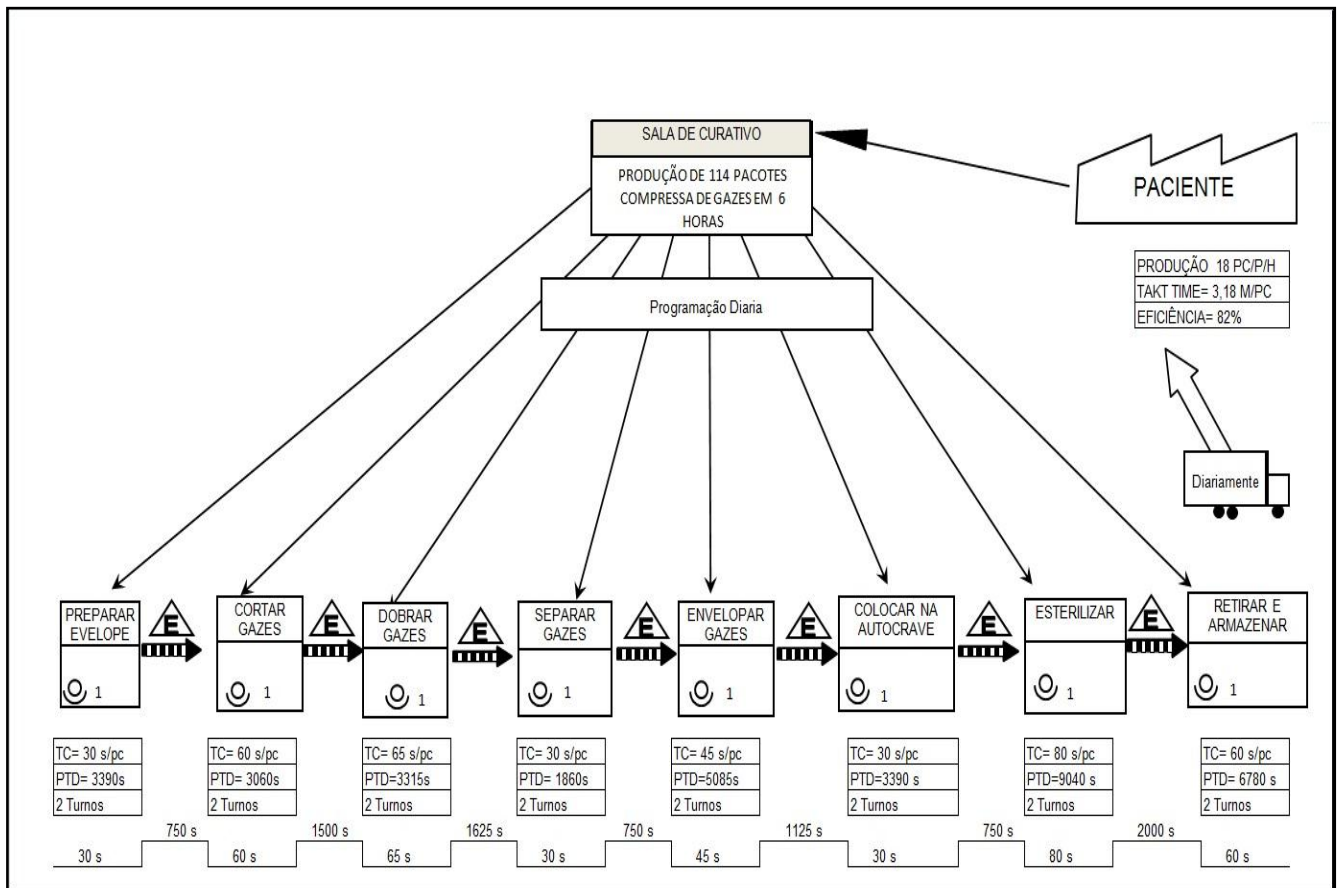 SALA DE CURATIVO
PRODUÇÃO DE 114 PACOTES
COMPRESSA DE GAZES EM 6
HORAS
PACIENTE
PRODUÇÃO 18 PC/P/H
TAKT TIME= 3,18 M/PC
EFICIÊNCIA= 82%
Programação Diaria
Diariamente
PREPARAR
EVELOPE
1
E
CORTAR
GAZES
1
E
DOBRAR
GAZES
1
E
SEPARAR
GAZES
1
E
ENVELOPAR
GAZES
1
E
COLOCAR NA
AUTOCRAVE
1
E
ESTERILIZAR
1
E
RETIRAR E
ARMAZENAR
1
TC= 30 s/pc
PTD= 3390s
2 Turnos
TC= 60 s/pc
PTD= 3060s
2 Turnos
TC= 65 s/pc
PTD=3315s
2 Turnos
TC= 30 s/pc
PTD= 1860s
2 Turnos
TC= 45 s/pc
PTD=5085s
2 Turnos
TC= 30 s/pc
PTD=3390 s
2 Turnos
TC= 80 s/pc
PTD=9040 s
2 Turnos
TC= 60 s/pc
PTD= 6780 s
2 Turnos
750 s
1500 s
1625 s
750 s
1125 s
750 s
2000 s
30 s
60 s
65 s
30 s
45 s
30 s
80 s
60 s